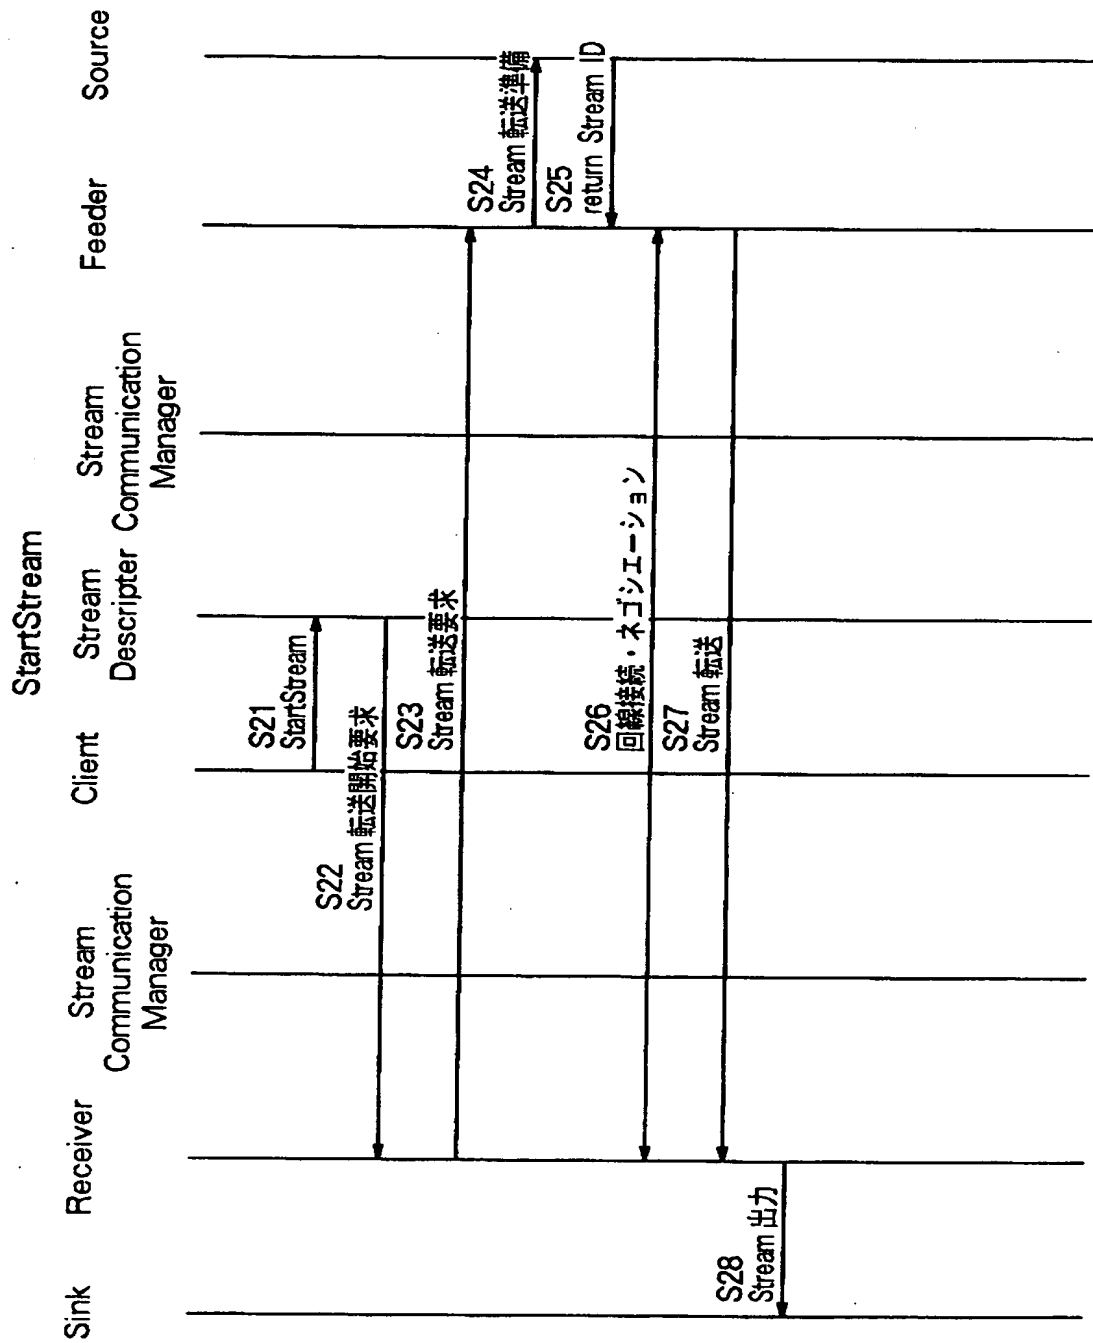 StartStream
Sink
Receiver
Stream
Communication
Manager
Client
Stream
Descripter
Stream
Communication
Manager
Feeder
Source
S21
StartStream
S22
Stream 転送開始要求
S23
Stream 転送要求
S24
Stream 転送準備
S25
return Stream ID
S26
回線接続・ネゴシエーション
S27
Stream 転送
S28
Stream 出力